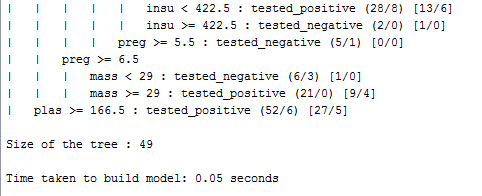 |   |   |   |   |   |   insu < 422.5 : tested_positive (28/8) [13/6]
|   |   |   |   |   |   insu >= 422.5 : tested_negative (2/0) [1/0]
|   |   |   |   |   preg >= 5.5 : tested_negative (5/1) [0/0]
|   |   |   preg >= 6.5
|   |   |   |   mass < 29 : tested_negative (6/3) [1/0]
|   |   |   |   mass >= 29 : tested_positive (21/0) [9/4]
|   plas >= 166.5 : tested_positive (52/6) [27/5]
Size of the tree : 49
Time taken to build model: 0.05 seconds